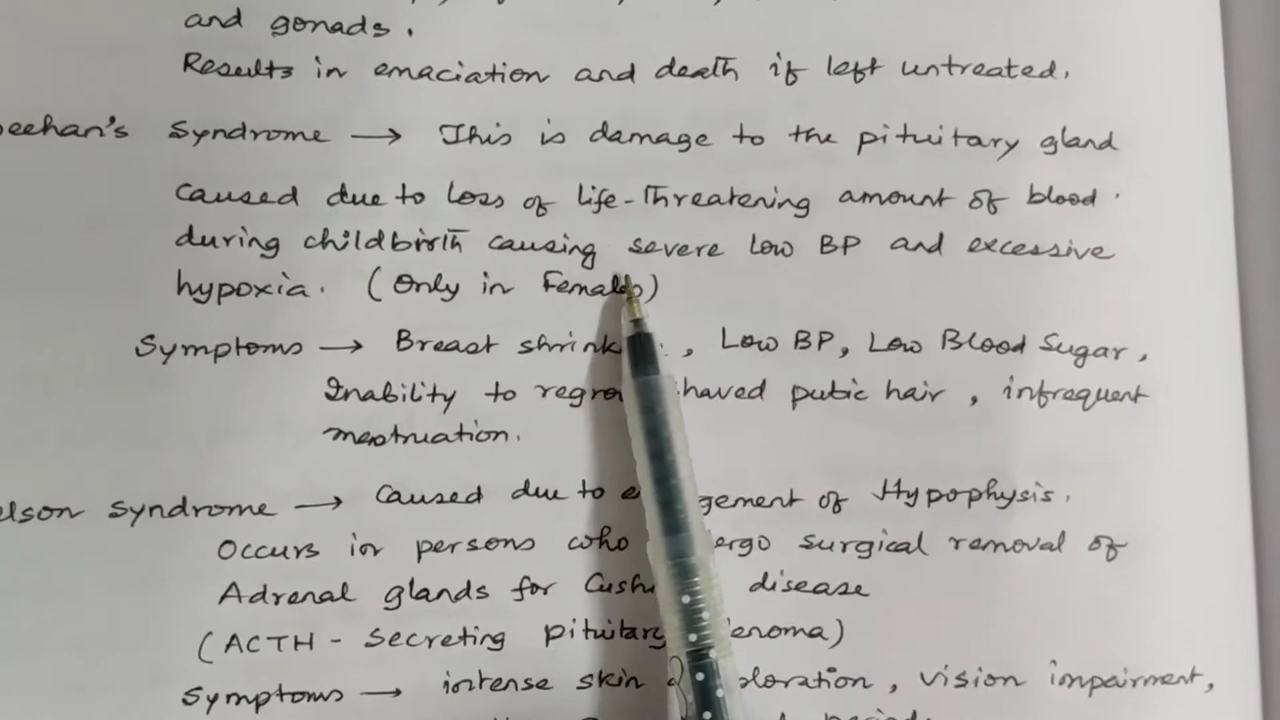 and gonads.
Results in emaciation and death if left untreated.
eehan's Syndrome → This is damage to the pituitary gland
caused due to loss of life-threatening amount of blood
during childbirth causing severe low BP and excessive
hypoxia. (Only in Females)
Symptoms → Breast shrink , Low BP, Low Blood Sugar,
Inability to regro haved pubic hair, infrequent
menstruation.
elson Syndrome → Caused due to e gement of Hypophysis.
Occurs in persons who ergo surgical removal of
Adrenal glands for Cush disease
(ACTH - Secreting pituitary enoma)
Symptoms → intense skin oloration, vision impairment,